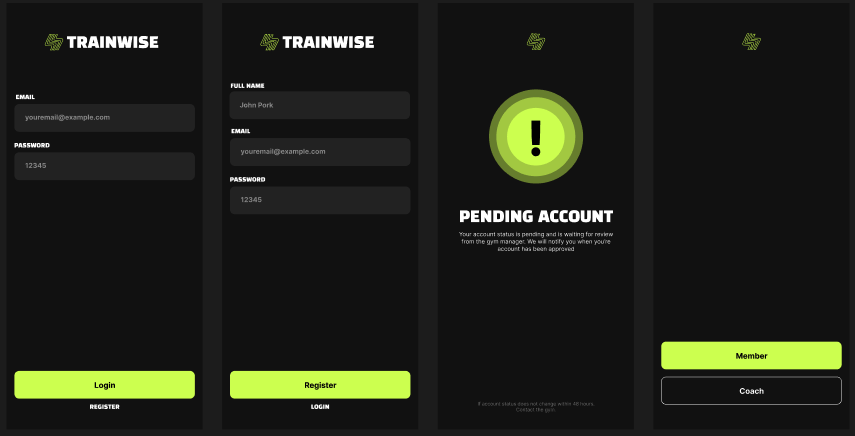 TRAINWISE
EMAIL
youremail@example.com
PASSWORD
12345
Login
REGISTER
TRAINWISE
FULL NAME
John Pork
EMAIL
youremail@example.com
PASSWORD
12345
Register
LOGIN
!
PENDING ACCOUNT
Your account status is pending and is waiting for review
from the gym manager. We will notify you when you're
account has been approved
if account status does not change within 48 hours.
Contact the gym.
Member
Coach